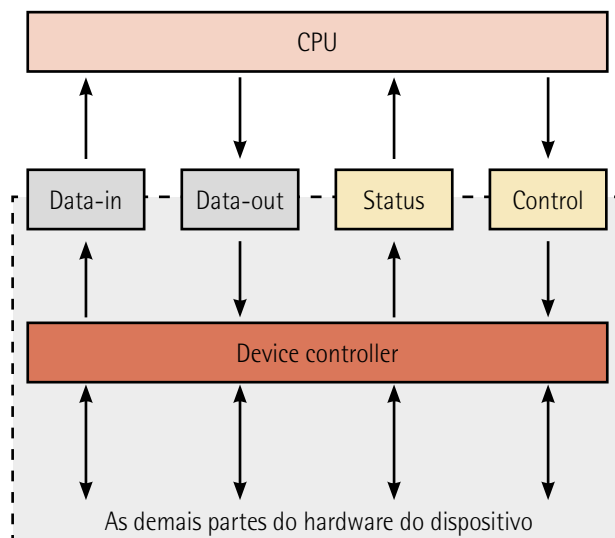 CPU
Data-in
Data-out
Status
Control
Device controller
As demais partes do hardware do dispositivo